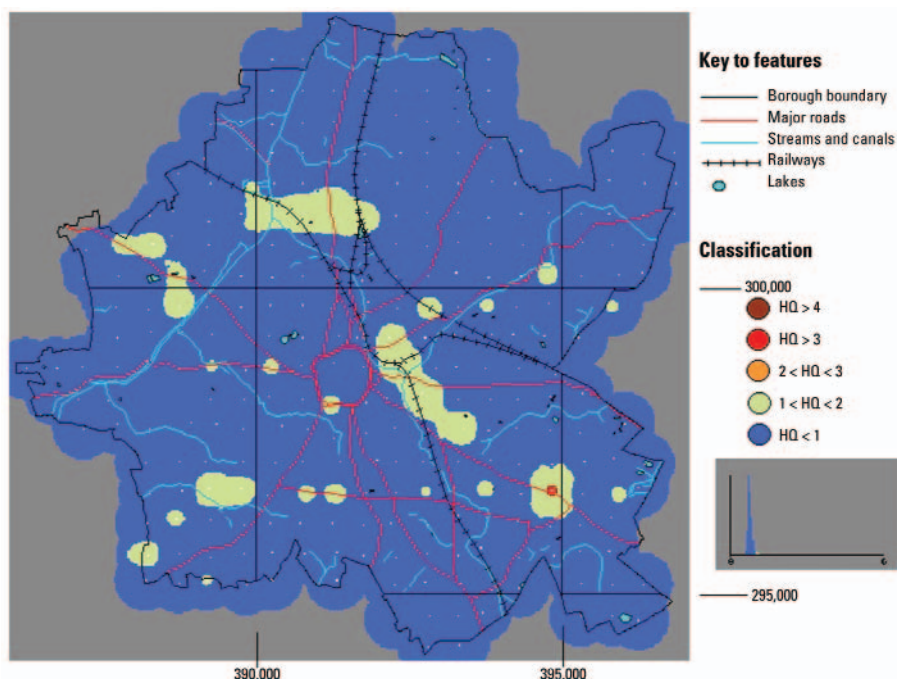 Key to features
Borough boundary
Major roads
Streams and canals
Railways
Lakes
Classification
300,000
HQ > 4
HQ > 3
2 < HQ < 3
1 < HQ < 2
HQ < 1
295,000
390.000
395,000